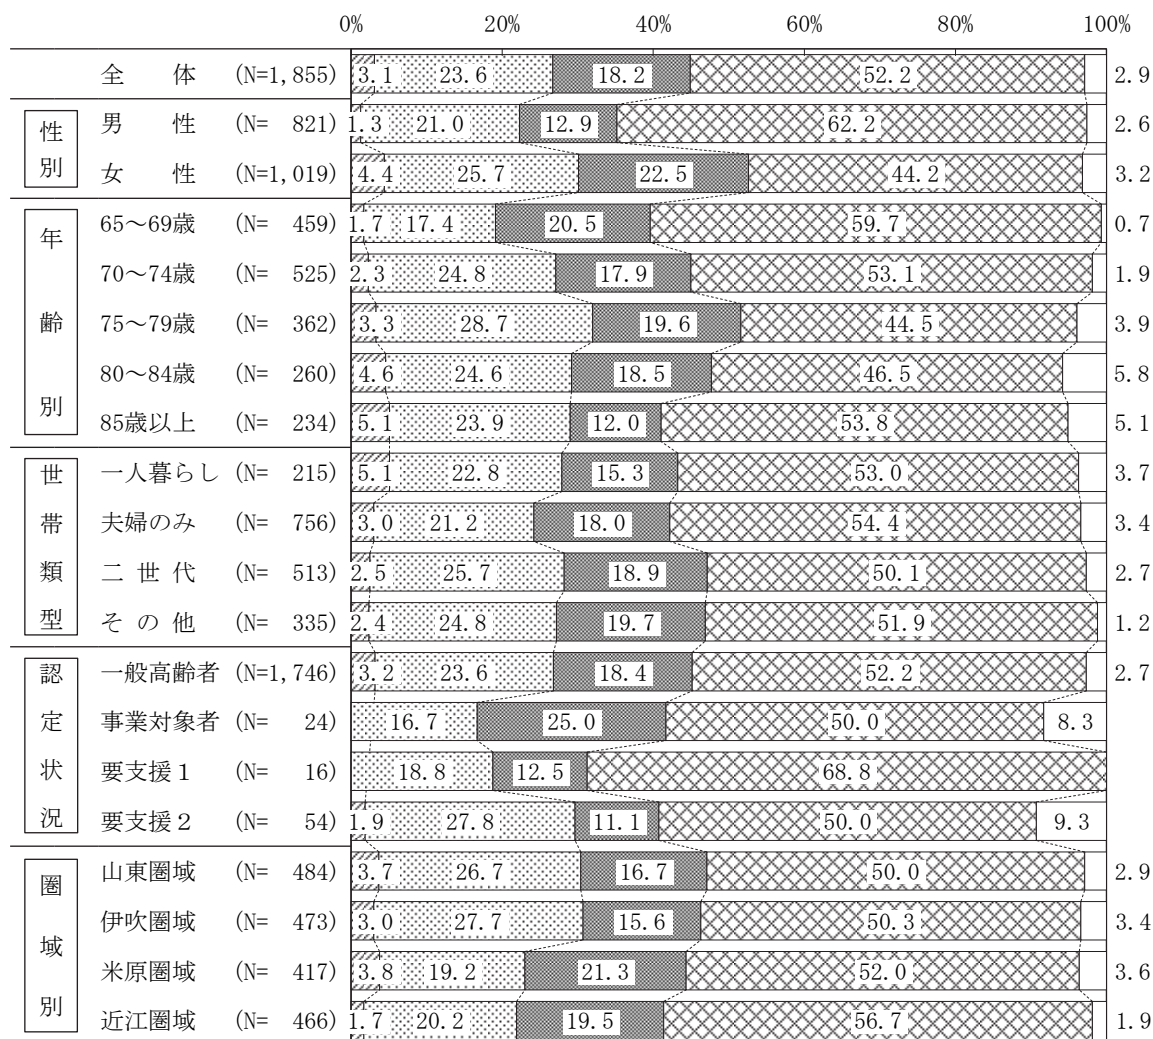 0% 20% 40% 60% 80% 100%
全 体 (N=1,855) 3.1 23.6 18.2 52.2 2.9
性別
男 性 (N= 821) 1.3 21.0 12.9 62.2 2.6
女 性 (N=1,019) 4.4 25.7 22.5 44.2 3.2
年齢別
65～69歳 (N= 459) 1.7 17.4 20.5 59.7 0.7
70～74歳 (N= 525) 2.3 24.8 17.9 53.1 1.9
75～79歳 (N= 362) 3.3 28.7 19.6 44.5 3.9
80～84歳 (N= 260) 4.6 24.6 18.5 46.5 5.8
85歳以上 (N= 234) 5.1 23.9 12.0 53.8 5.1
世帯類型
一人暮らし (N= 215) 5.1 22.8 15.3 53.0 3.7
夫婦のみ (N= 756) 3.0 21.2 18.0 54.4 3.4
二 世 代 (N= 513) 2.5 25.7 18.9 50.1 2.7
そ の 他 (N= 335) 2.4 24.8 19.7 51.9 1.2
認定状況
一般高齢者 (N=1,746) 3.2 23.6 18.4 52.2 2.7
事業対象者 (N= 24) 16.7 25.0 50.0 8.3
要支援１ (N= 16) 18.8 12.5 68.8
要支援２ (N= 54) 1.9 27.8 11.1 50.0 9.3
圏域別
山東圏域 (N= 484) 3.7 26.7 16.7 50.0 2.9
伊吹圏域 (N= 473) 3.0 27.7 15.6 50.3 3.4
米原圏域 (N= 417) 3.8 19.2 21.3 52.0 3.6
近江圏域 (N= 466) 1.7 20.2 19.5 56.7 1.9